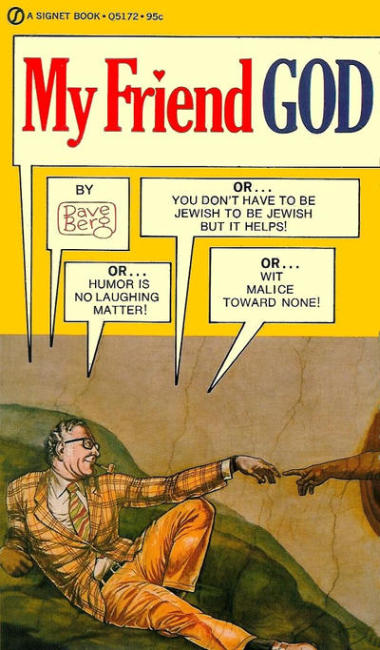 A SIGNET BOOK • Q5172 • 95c
My Friend GOD
BY
Dave
Berg
OR...
YOU DON'T HAVE TO BE
JEWISH TO BE JEWISH
BUT IT HELPS!
OR...
HUMOR IS
NO LAUGHING
MATTER!
OR...
WIT
MALICE
TOWARD NONE!